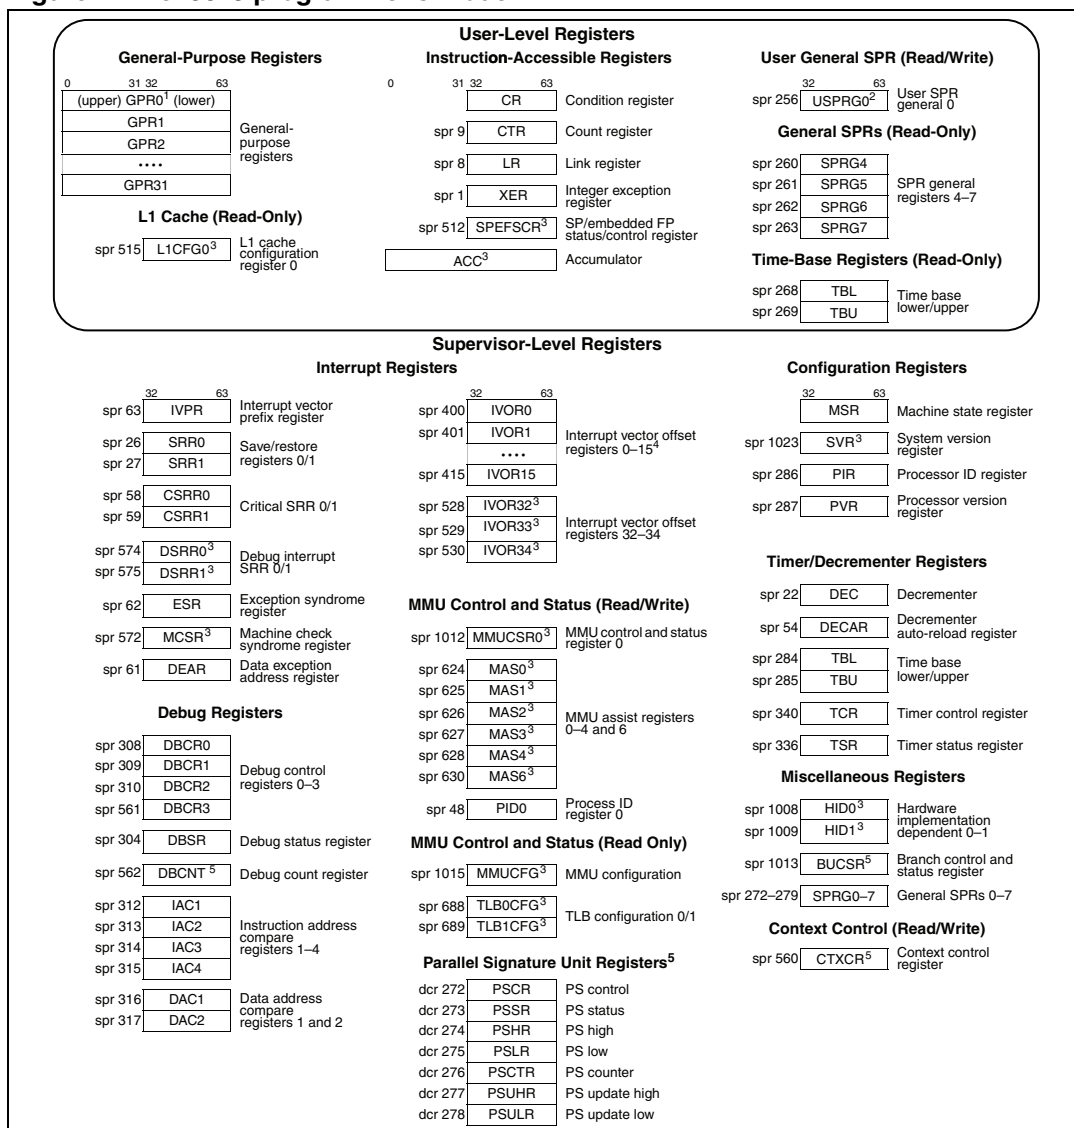 User-Level Registers
General-Purpose Registers
0 31 32 63
(upper) GPR0¹ (lower)
GPR1
GPR2
••••
GPR31
General-
purpose
registers
L1 Cache (Read-Only)
spr 515 L1CFG0³
L1 cache
configuration
register 0
Instruction-Accessible Registers
0 31 32 63
CR Condition register
spr 9 CTR Count register
spr 8 LR Link register
spr 1 XER Integer exception
register
spr 512 SPEFSCR³ SP/embedded FP
status/control register
ACC³ Accumulator
User General SPR (Read/Write)
32 63
spr 256 USPRG0² User SPR
general 0
General SPRs (Read-Only)
spr 260 SPRG4
spr 261 SPRG5
spr 262 SPRG6
spr 263 SPRG7
SPR general
registers 4–7
Time-Base Registers (Read-Only)
spr 268 TBL
spr 269 TBU
Time base
lower/upper
Supervisor-Level Registers
Interrupt Registers
32 63
spr 63 IVPR Interrupt vector
prefix register
spr 26 SRR0
spr 27 SRR1
Save/restore
registers 0/1
spr 58 CSRR0
spr 59 CSRR1
Critical SRR 0/1
spr 574 DSRR0³
spr 575 DSRR1³
Debug interrupt
SRR 0/1
spr 62 ESR Exception syndrome
register
spr 572 MCSR³ Machine check
syndrome register
spr 61 DEAR Data exception
address register
Debug Registers
spr 308 DBCR0
spr 309 DBCR1
spr 310 DBCR2
spr 561 DBCR3
Debug control
registers 0–3
spr 304 DBSR Debug status register
spr 562 DBCNT ⁵ Debug count register
spr 312 IAC1
spr 313 IAC2
spr 314 IAC3
spr 315 IAC4
Instruction address
compare
registers 1–4
spr 316 DAC1
spr 317 DAC2
Data address
compare
registers 1 and 2
32 63
spr 400 IVOR0
spr 401 IVOR1
••••
spr 415 IVOR15
Interrupt vector offset
registers 0–15⁴
spr 528 IVOR32³
spr 529 IVOR33³
spr 530 IVOR34³
Interrupt vector offset
registers 32–34
MMU Control and Status (Read/Write)
spr 1012 MMUCSR0³ MMU control and status
register 0
spr 624 MAS0³
spr 625 MAS1³
spr 626 MAS2³
spr 627 MAS3³
spr 628 MAS4³
spr 630 MAS6³
MMU assist registers
0–4 and 6
spr 48 PID0 Process ID
register 0
MMU Control and Status (Read Only)
spr 1015 MMUCFG³ MMU configuration
spr 688 TLB0CFG³
spr 689 TLB1CFG³
TLB configuration 0/1
Parallel Signature Unit Registers⁵
dcr 272 PSCR PS control
dcr 273 PSSR PS status
dcr 274 PSHR PS high
dcr 275 PSLR PS low
dcr 276 PSCTR PS counter
dcr 277 PSUHR PS update high
dcr 278 PSULR PS update low
Configuration Registers
32 63
MSR Machine state register
spr 1023 SVR³ System version
register
spr 286 PIR Processor ID register
spr 287 PVR Processor version
register
Timer/Decrementer Registers
spr 22 DEC Decrementer
spr 54 DECAR Decrementer
auto-reload register
spr 284 TBL
spr 285 TBU
Time base
lower/upper
spr 340 TCR Timer control register
spr 336 TSR Timer status register
Miscellaneous Registers
spr 1008 HID0³
spr 1009 HID1³
Hardware
implementation
dependent 0–1
spr 1013 BUCSR⁵ Branch control and
status register
spr 272–279 SPRG0–7 General SPRs 0–7
Context Control (Read/Write)
spr 560 CTXCR⁵ Context control
register